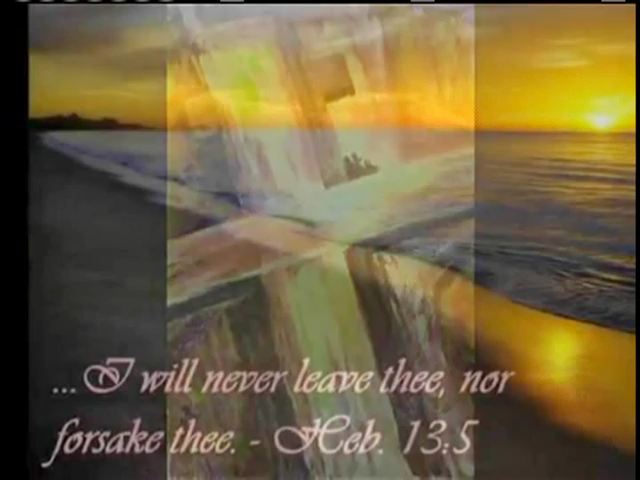 ...I will never leave thee, nor
forsake thee. - Heb. 13:5